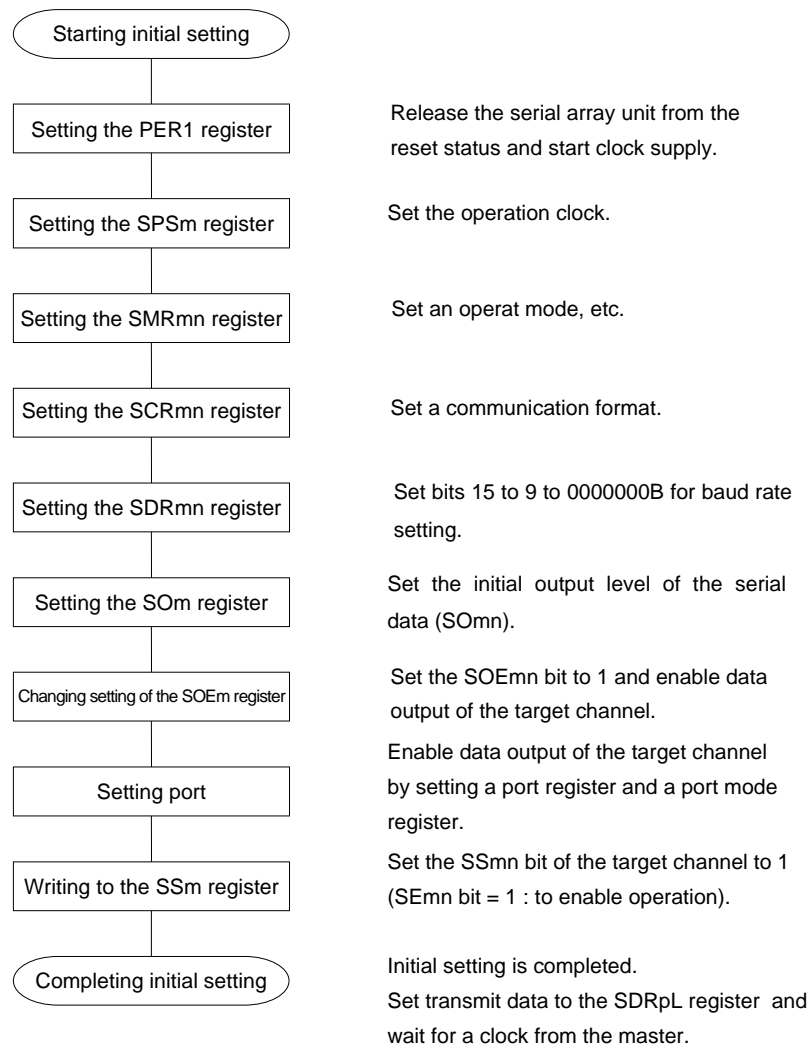 Starting initial setting
Setting the PER1 register
Release the serial array unit from the
reset status and start clock supply.
Setting the SPSm register
Set the operation clock.
Setting the SMRmn register
Set an operat mode, etc.
Setting the SCRmn register
Set a communication format.
Setting the SDRmn register
Set bits 15 to 9 to 0000000B for baud rate
setting.
Setting the SOm register
Set the initial output level of the serial
data (SOmn).
Changing setting of the SOEm register
Set the SOEmn bit to 1 and enable data
output of the target channel.
Setting port
Enable data output of the target channel
by setting a port register and a port mode
register.
Writing to the SSm register
Set the SSmn bit of the target channel to 1
(SEmn bit = 1 : to enable operation).
Completing initial setting
Initial setting is completed.
Set transmit data to the SDRpL register and
wait for a clock from the master.